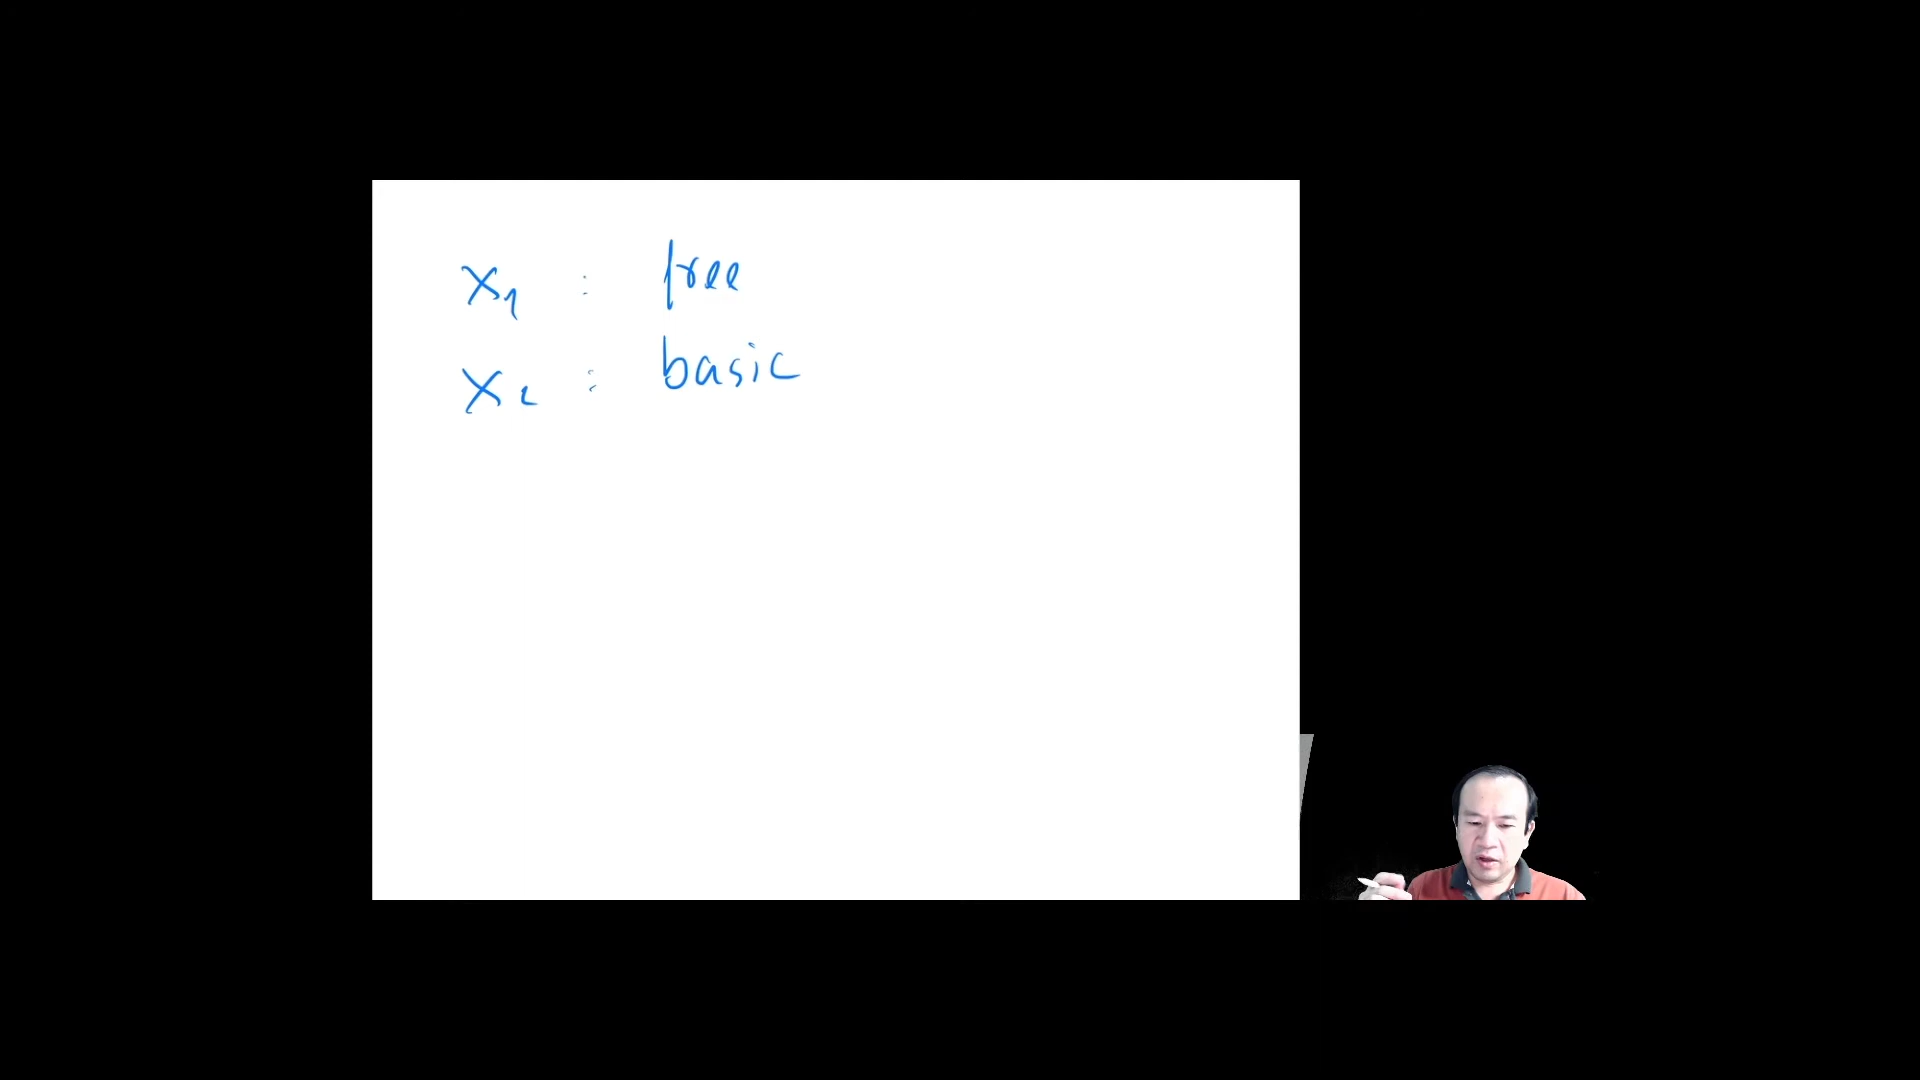 x₁ : free
x₂ : basic